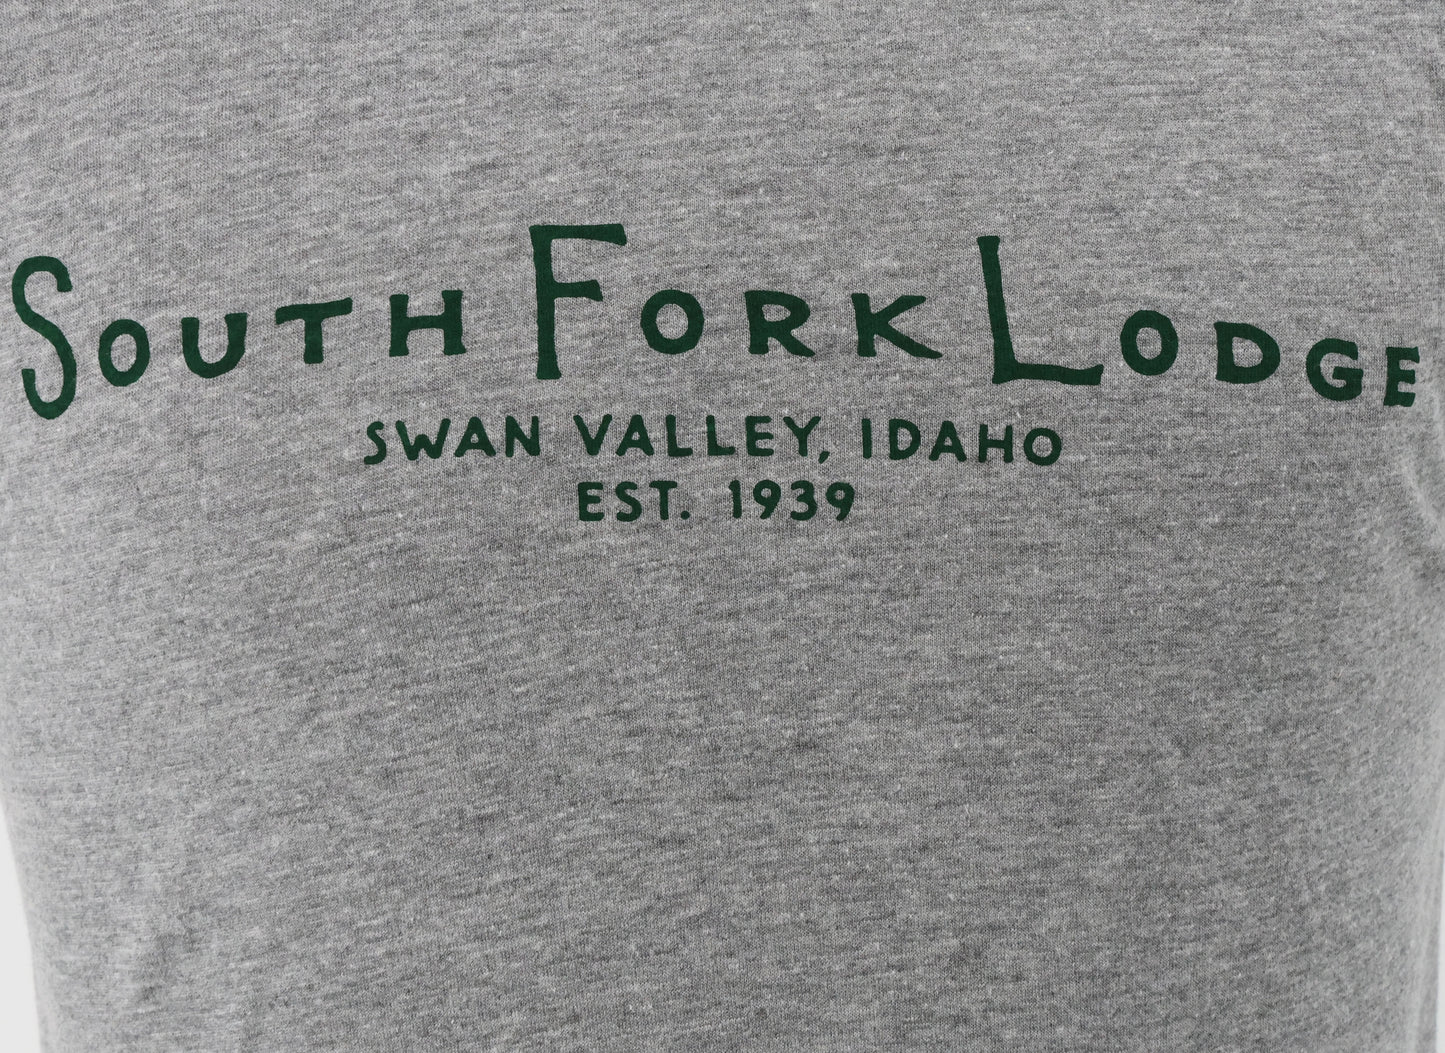 SOUTH FORK LODGE
SWAN VALLEY, IDAHO
EST. 1939